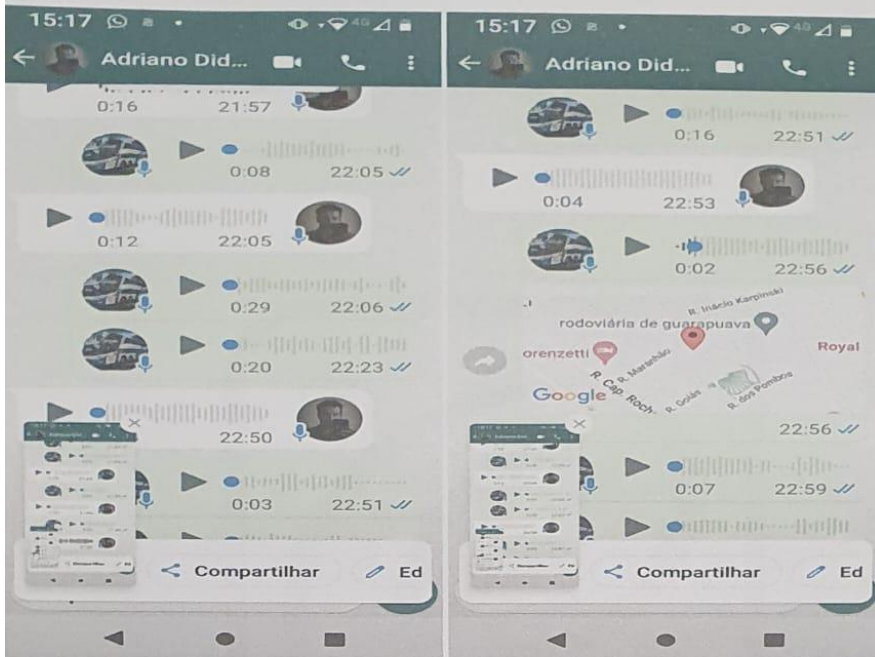 15:17
4G
Adriano Did...
0:16 21:57
0:08 22:05
0:12 22:05
0:29 22:06
0:20 22:23
22:50
0:03 22:51
Compartilhar Ed
15:17
4G
Adriano Did...
0:16 22:51
0:04 22:53
0:02 22:56
R. Inácio Karpinski
rodoviária de guarapuava
orenzetti
R. Maranhão
Royal
R. Cap. Roch.
R. Goiás
R. dos Pombos
Google
22:56
0:07 22:59
Compartilhar Ed